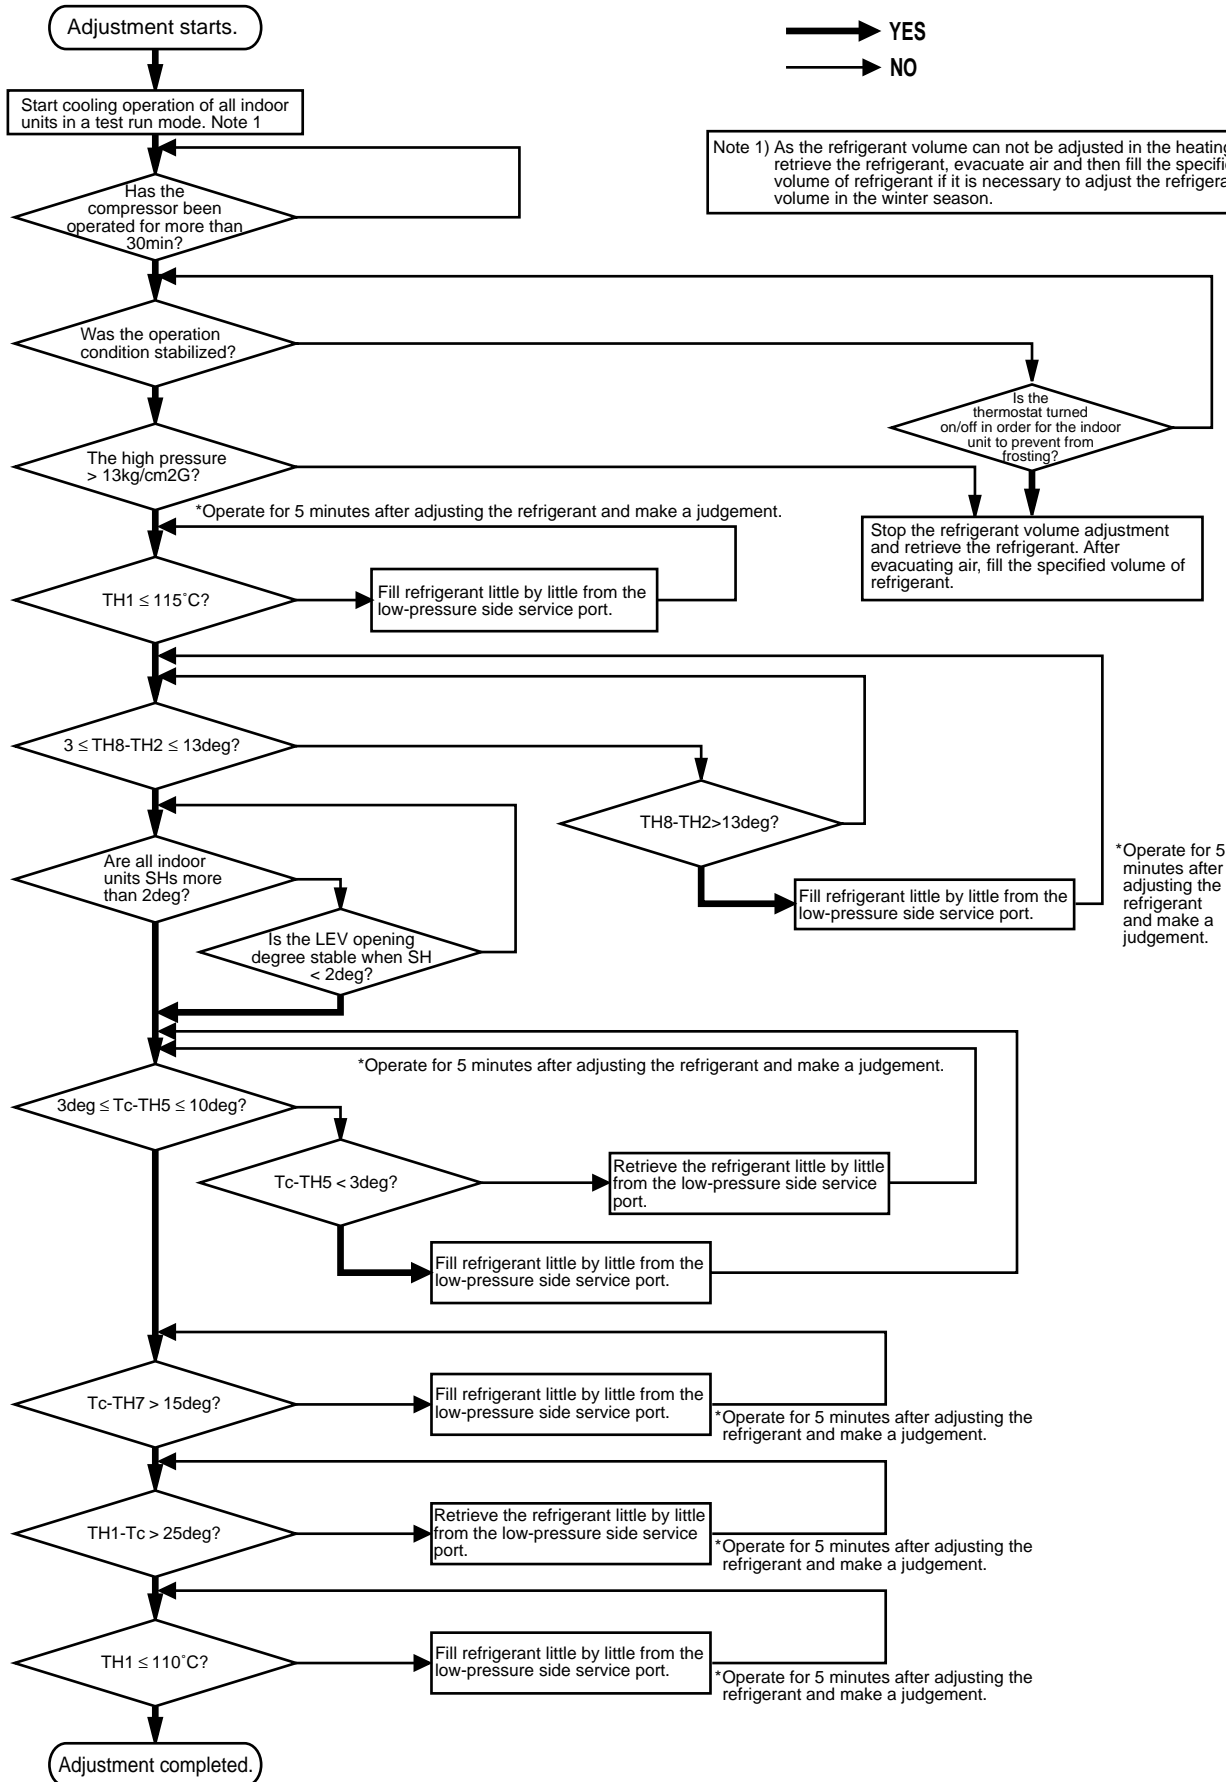 Adjustment starts.
YES
NO
Start cooling operation of all indoor
units in a test run mode. Note 1
Note 1) As the refrigerant volume can not be adjusted in the heating
retrieve the refrigerant, evacuate air and then fill the
volume of refrigerant if it is necessary to adjust the
volume in the winter season.
Has the
compressor been
operated for more than
30min?
Was the operation
condition stabilized?
Is the
thermostat turned
on/off in order for the indoor
unit to prevent from
frosting?
The high pressure
> 13kg/cm2G?
*Operate for 5 minutes after adjusting the refrigerant and make a judgement.
Stop the refrigerant volume adjustment
and retrieve the refrigerant. After
evacuating air, fill the specified volume of
refrigerant.
TH1 ≤ 115˚C?
Fill refrigerant little by little from the
low-pressure side service port.
3 ≤ TH8-TH2 ≤ 13deg?
TH8-TH2>13deg?
Fill refrigerant little by little from the
low-pressure side service port.
*Operate for 5
minutes after
adjusting the
refrigerant
and make a
judgement.
Are all indoor
units SHs more
than 2deg?
Is the LEV opening
degree stable when SH
< 2deg?
*Operate for 5 minutes after adjusting the refrigerant and make a judgement.
3deg ≤ Tc-TH5 ≤ 10deg?
Tc-TH5 < 3deg?
Retrieve the refrigerant little by little
from the low-pressure side service
port.
Fill refrigerant little by little from the
low-pressure side service port.
Tc-TH7 > 15deg?
Fill refrigerant little by little from the
low-pressure side service port.
*Operate for 5 minutes after adjusting the
refrigerant and make a judgement.
TH1-Tc > 25deg?
Retrieve the refrigerant little by little
from the low-pressure side service
port.
*Operate for 5 minutes after adjusting the
refrigerant and make a judgement.
TH1 ≤ 110˚C?
Fill refrigerant little by little from the
low-pressure side service port.
*Operate for 5 minutes after adjusting the
refrigerant and make a judgement.
Adjustment completed.